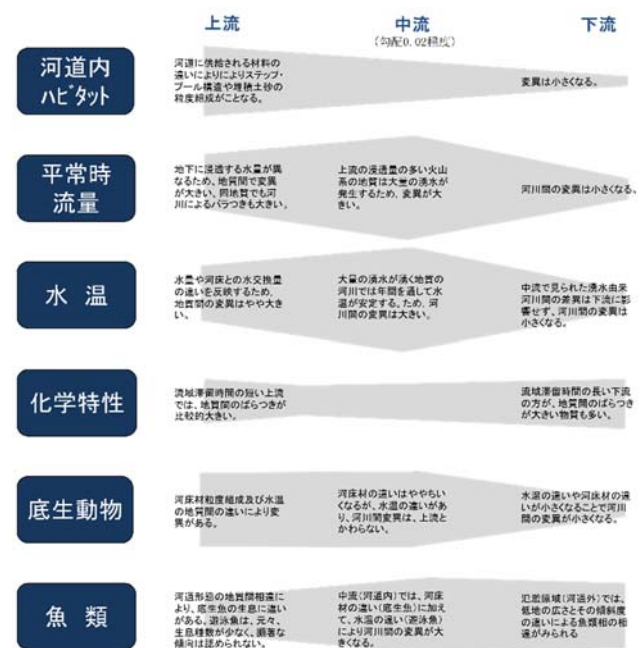 上流
中流
下流
(勾配0.02程度)
河道内
ハビタット
河道に供給される材料の
違いによりによりステップ・
プール構造や堆積土砂の
粒度組成がことなる。
変異は小さくなる。
平常時
流量
地下に浸透する水量が異
なるため、地質間で変異
が大きい。同地質でも河
川によるバラつきも大きい。
上流の浸透量の多い火山
系の地質は大量の湧水が
発生するため、変異が大
きい。
河川間の変異は小さくなる。
水 温
水量や河床との水交換量
の違いを反映するため、
地質間の変異はやや大き
い。
大量の湧水が湧く地質の
河川では年間を通して水
温が安定する、ため、河
川間の変異は大きい。
中流で見られた湧水由来
河川間の差異は下流に影
響せず、河川間の変異は
小さくなる。
化学特性
流域滞留時間の短い上流
では、地質間のばらつきが
比較的大きい。
流域滞留時間の長い下流
の方が、地質間のばらつき
が大きい物質も多い。
底生動物
河床材粒度組成及び水温
の地質間の違いにより変
異がある。
河床材の違いはややちい
くなるが、水温の違いがあ
り、河川間変異は、上流と
かわらない。
水温の違いや河床材の違
いが小さくなることで河川
間の変異が小さくなる。
魚 類
河道形態の地質間相違に
より、底生魚の生息に違い
がある。遊泳魚は、元々、
生息種数が少なく、顕著な
傾向は認められない。
中流(河道内)では、河床
材の違い(底生魚)に加え
て、水温の違い(遊泳魚)
により河川間の変異が大
きくなる。
氾濫原域(河道外)では、
低地の広さとその傾斜度
の違いによる魚類相の相
違がみられる